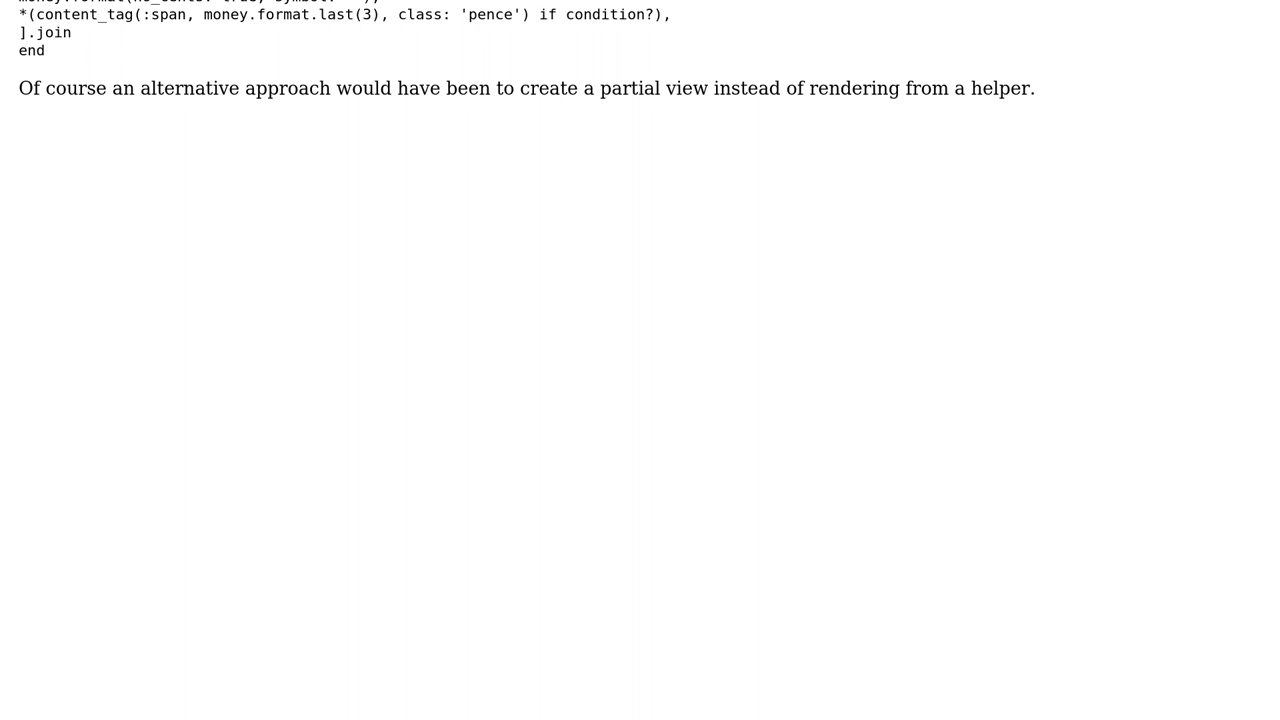 *(content_tag(:span, money.format.last(3), class: 'pence') if condition?),
].join
end
Of course an alternative approach would have been to create a partial view instead of rendering from a helper.